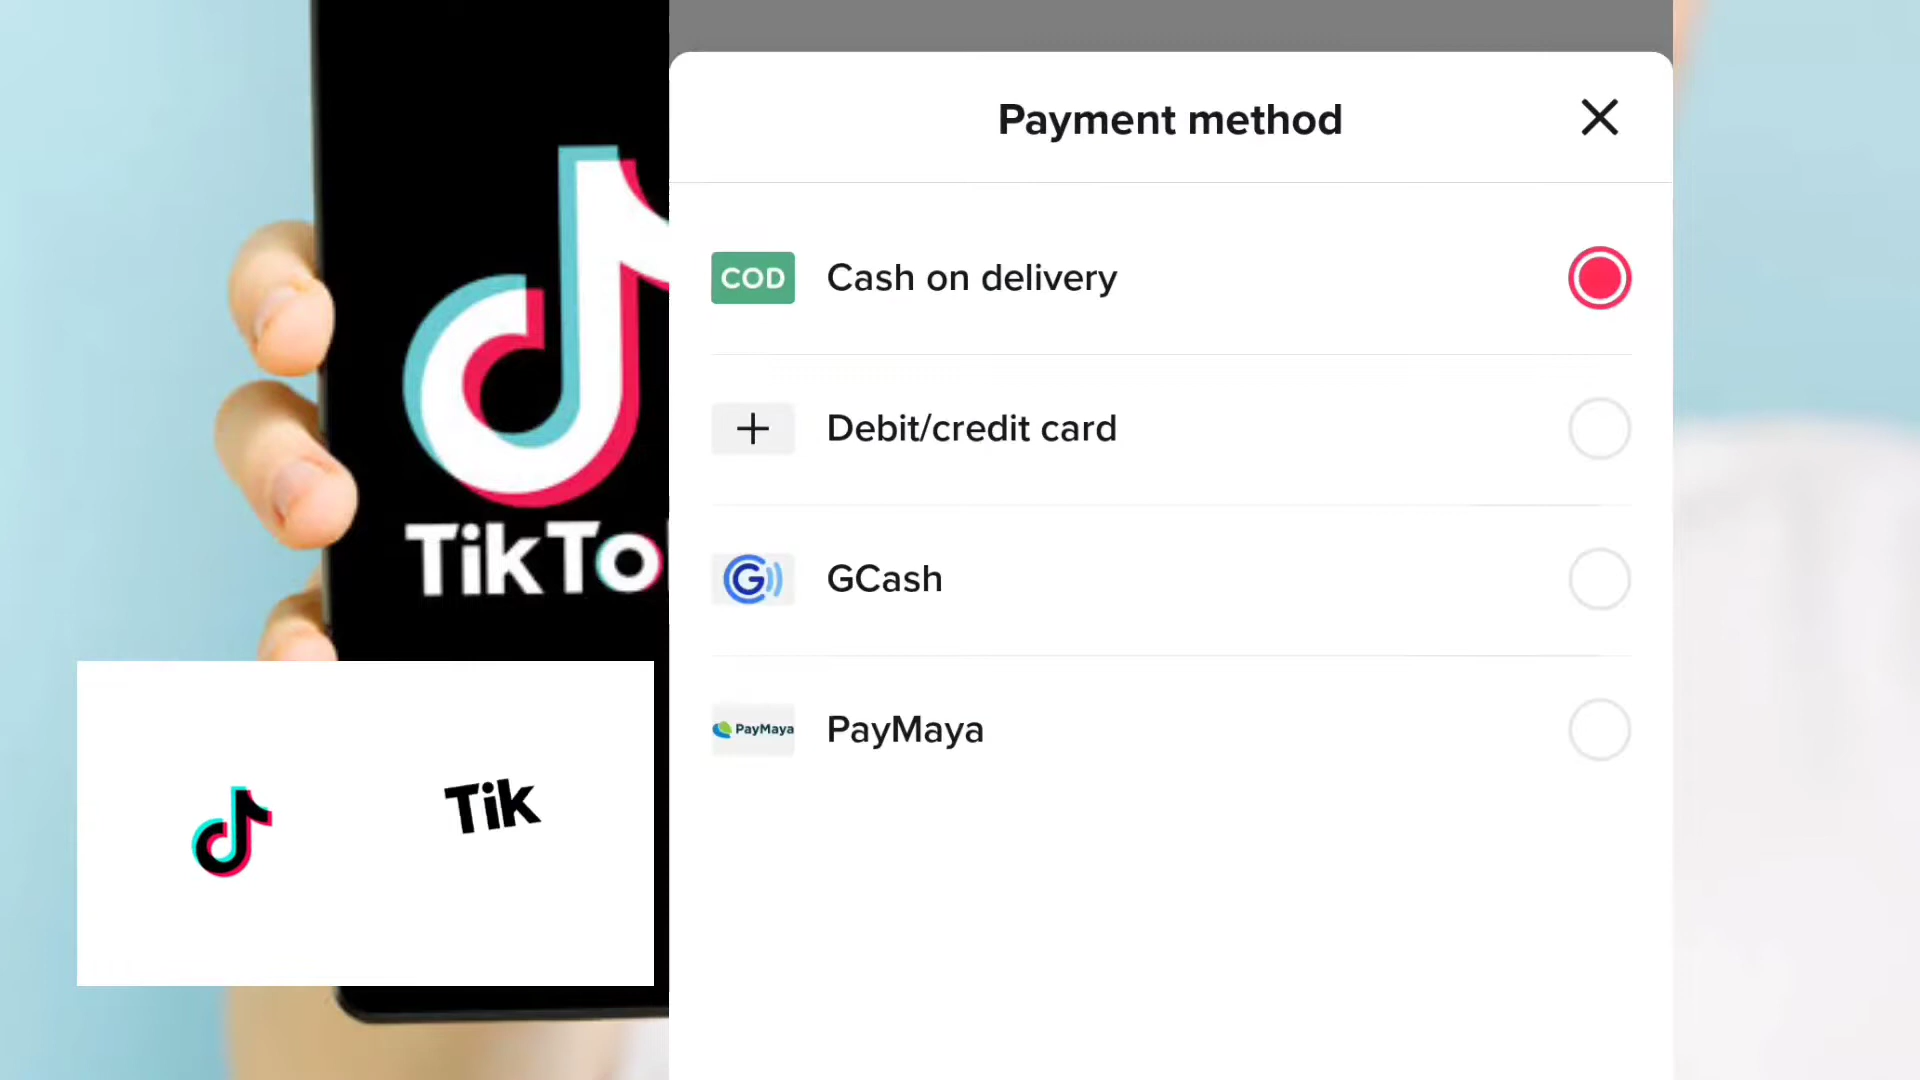 Payment method
COD Cash on delivery
Debit/credit card
GCash
PayMaya PayMaya
TikTo
Tik